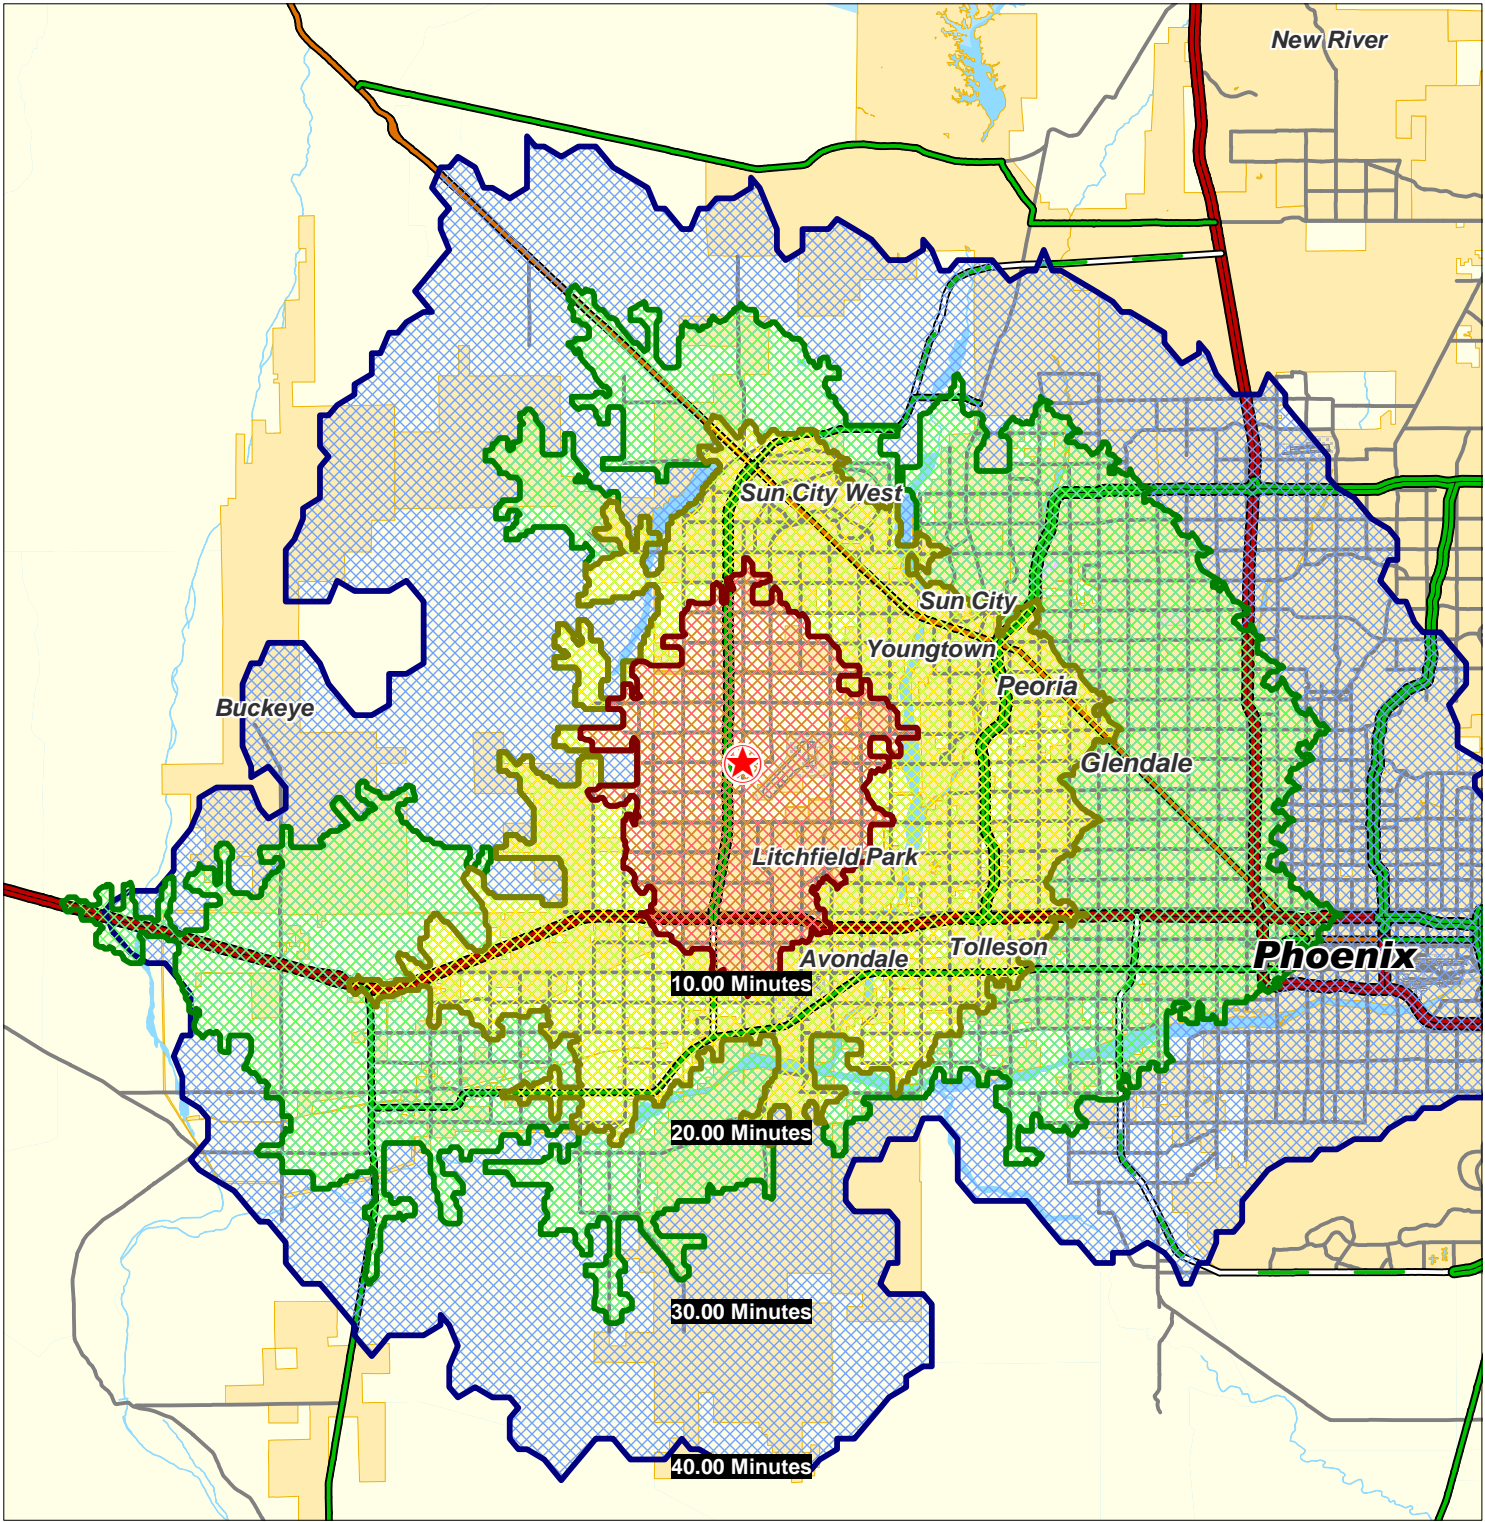 New River
Sun City West
Sun City
Youngtown
Peoria
Buckeye
Glendale
Litchfield Park
Tolleson
Avondale
Phoenix
10.00 Minutes
20.00 Minutes
30.00 Minutes
40.00 Minutes